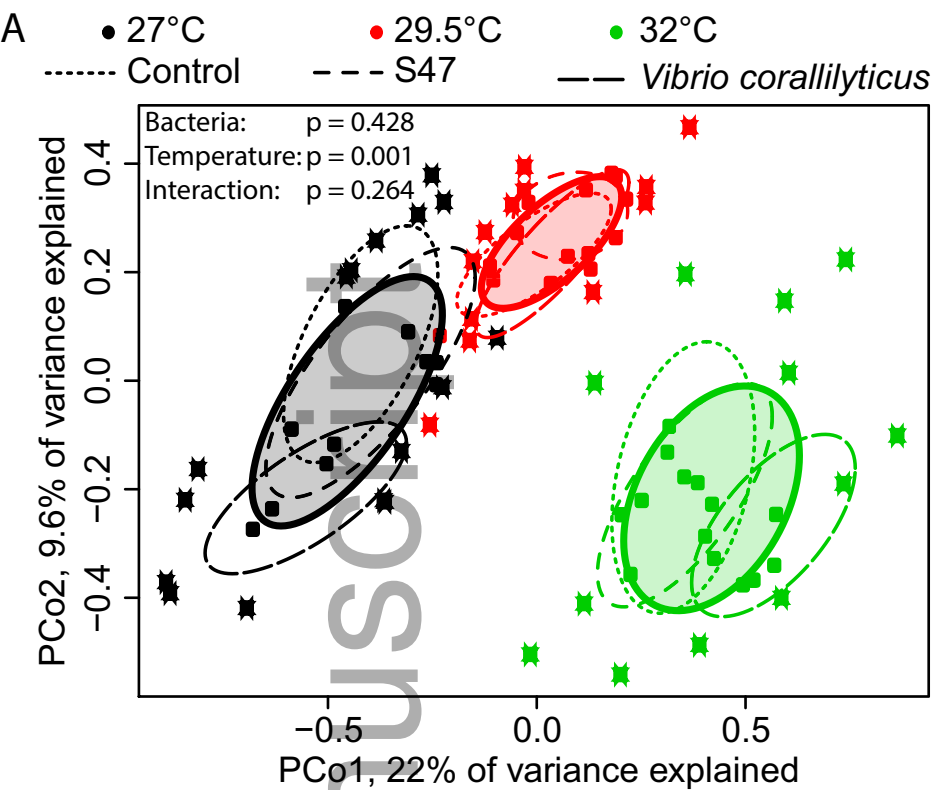 A
27°C 29.5°C 32°C
Control S47 Vibrio corallilyticus
Bacteria: p = 0.428
Temperature: p = 0.001
Interaction: p = 0.264
PCo2, 9.6% of variance explained
0.4
0.2
0.0
−0.2
−0.4
−0.5 0.0 0.5
PCo1, 22% of variance explained
uscript